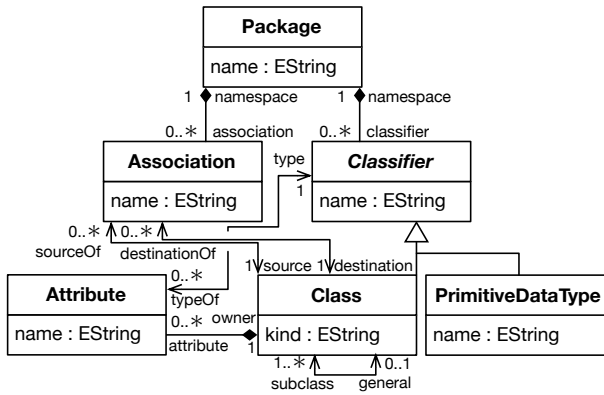 Package
name : EString
1 namespace 1 namespace
0..* association 0..* classifier
Association type Classifier
name : EString 1 name : EString
0..* 0..*
sourceOf destinationOf
1 source 1 destination
Attribute 0..* Class PrimitiveDataType
typeOf
name : EString 0..* owner kind : EString name : EString
attribute 1
1..* 0..1
subclass general